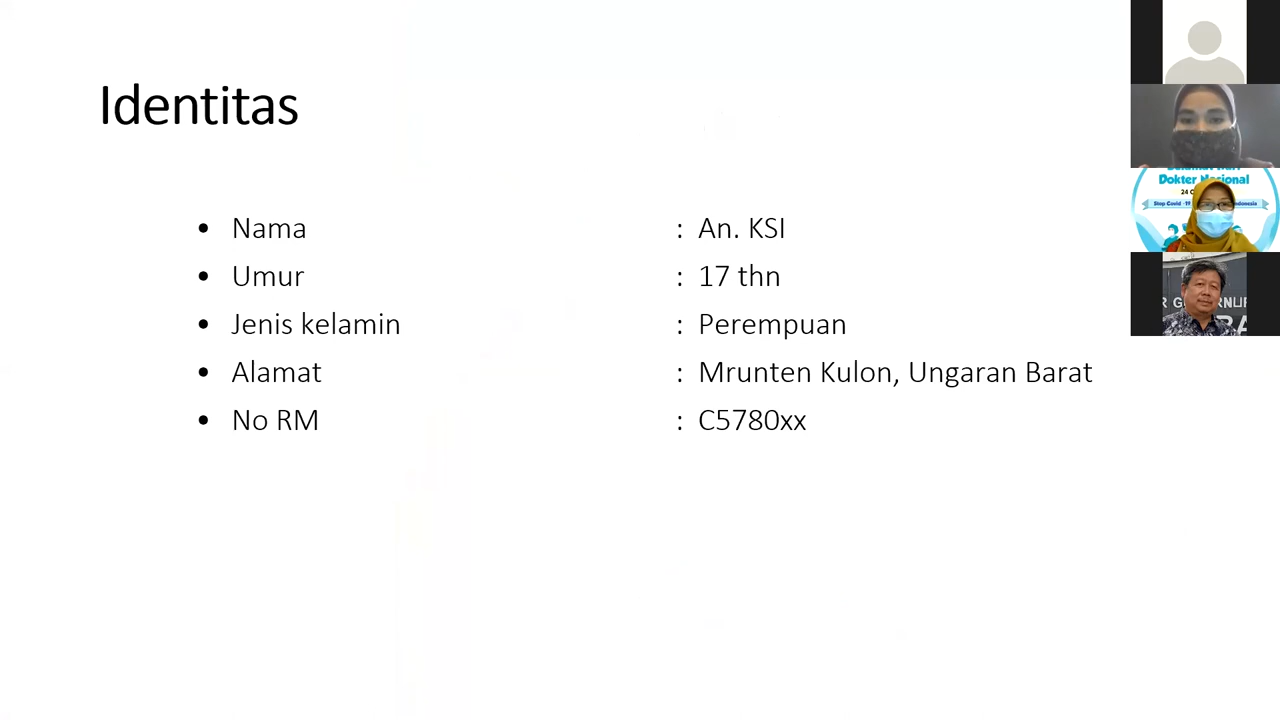 Identitas
• Nama : An. KSI
• Umur : 17 thn
• Jenis kelamin : Perempuan
• Alamat : Mrunten Kulon, Ungaran Barat
• No RM : C5780xx
Dokter Nasional
Stop Covid -19